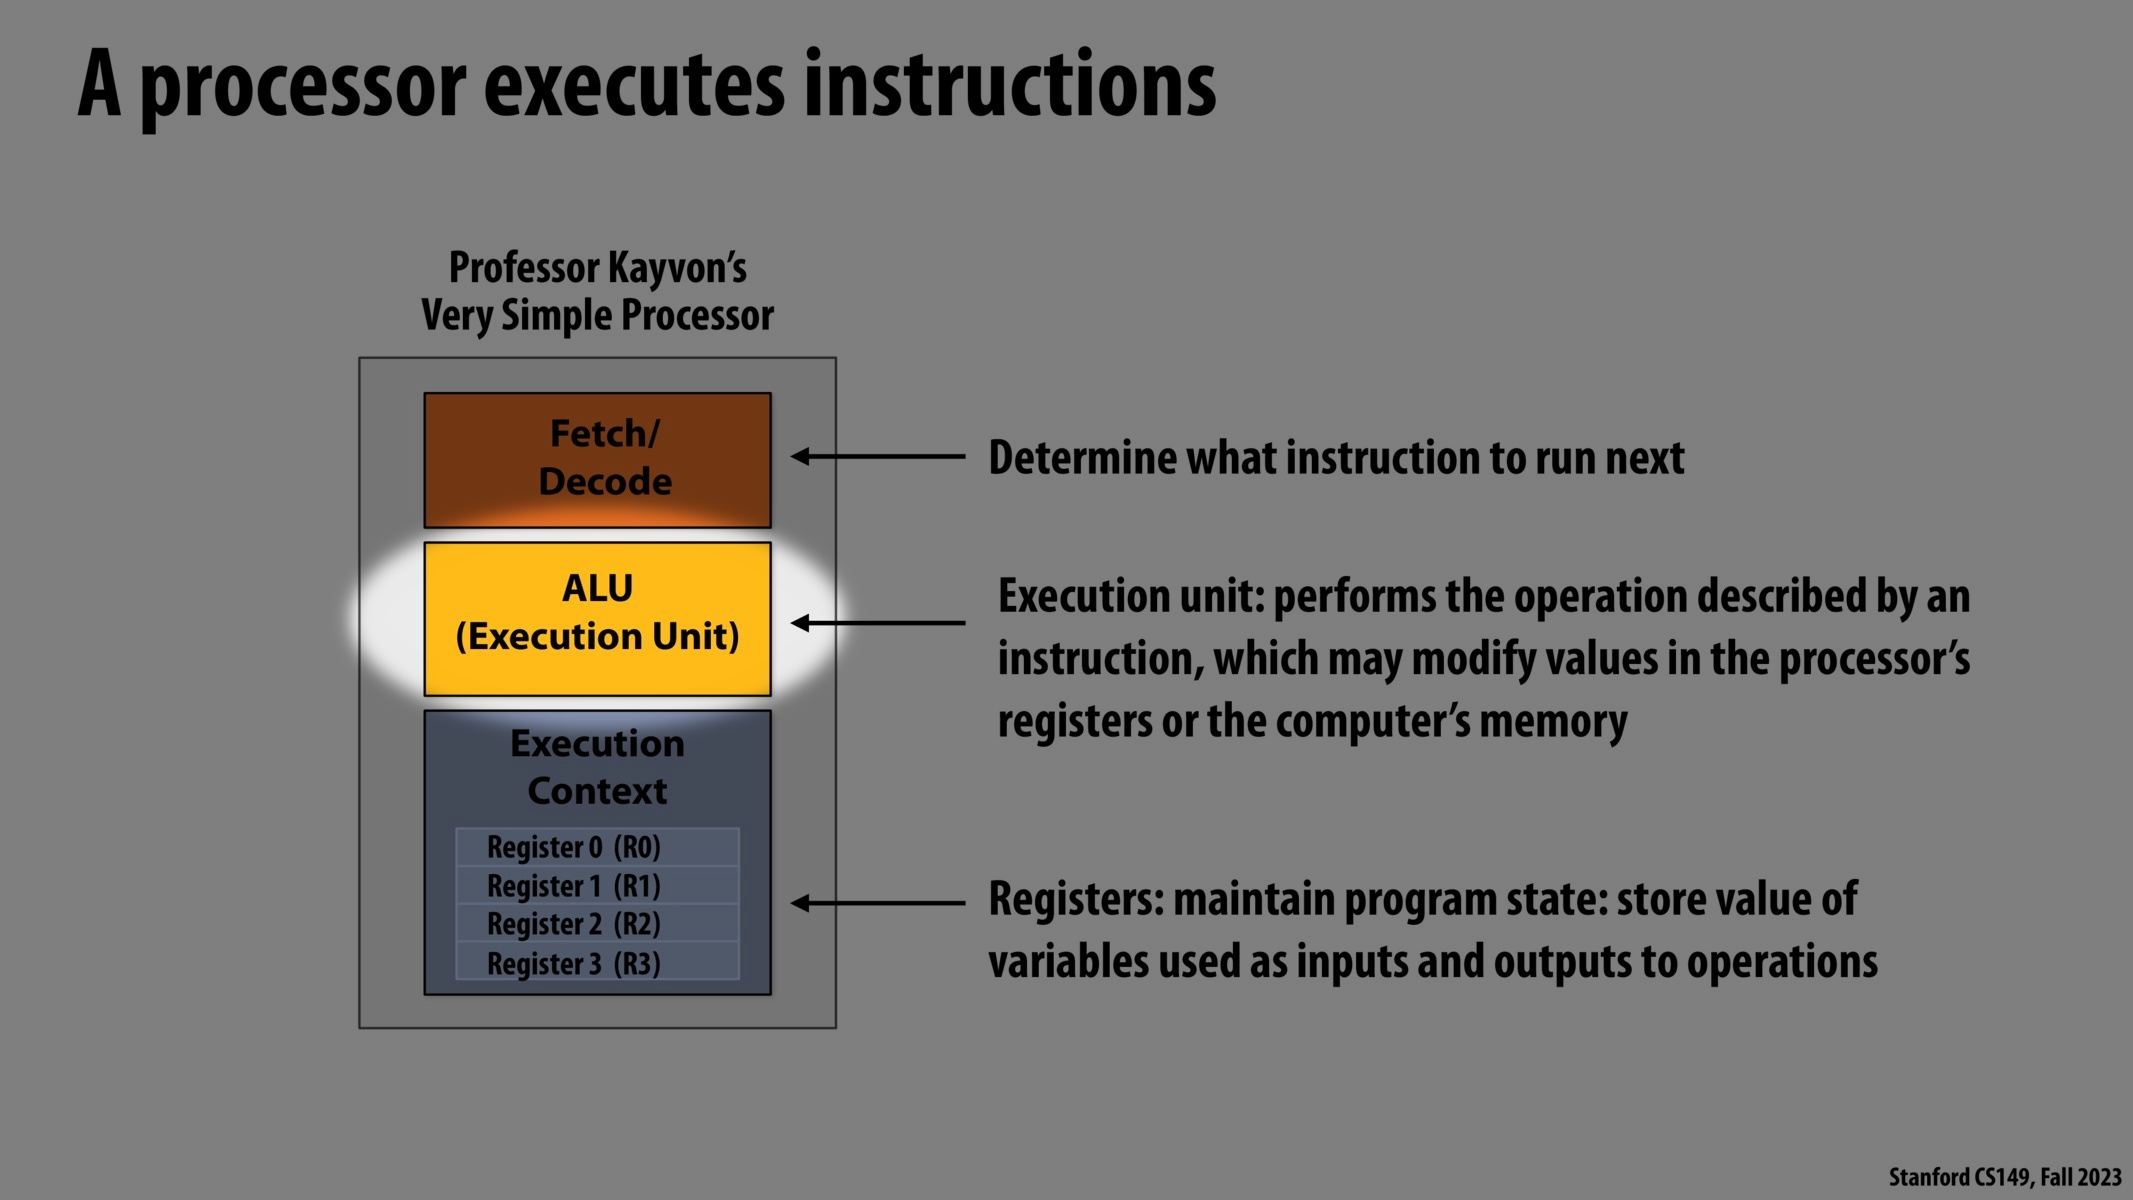 A processor executes instructions
Professor Kayvon’s
Very Simple Processor
Fetch/
Decode
Determine what instruction to run next
ALU
(Execution Unit)
Execution unit: performs the operation described by an
instruction, which may modify values in the processor’s
registers or the computer’s memory
Execution
Context
Register 0 (R0)
Register 1 (R1)
Register 2 (R2)
Register 3 (R3)
Registers: maintain program state: store value of
variables used as inputs and outputs to operations
Stanford CS149, Fall 2023